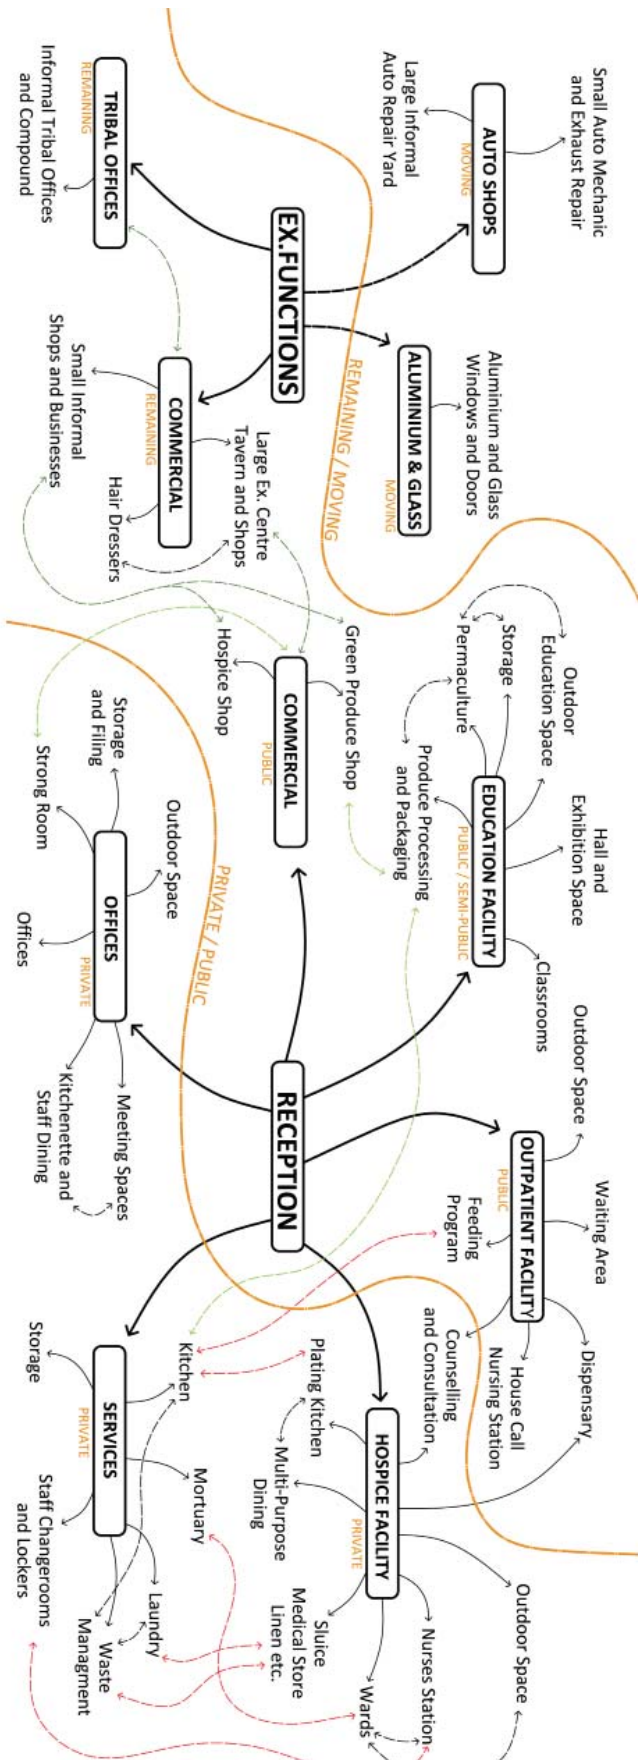 Small Auto Mechanic
and Exhaust Repair
AUTO SHOPS
MOVING
Large Informal
Auto Repair Yard
Aluminium and Glass
Windows and Doors
ALUMINIUM & GLASS
MOVING
REMAINING / MOVING
EX.FUNCTIONS
TRIBAL OFFICES
REMAINING
Informal Tribal Offices
and Compound
Large Ex. Centre
Tavern and Shops
COMMERCIAL
REMAINING
Hair Dressers
Small Informal
Shops and Businesses
Hall and
Exhibition Space
Outdoor
Education Space
Classrooms
Storage
EDUCATION FACILITY
PUBLIC / SEMI-PUBLIC
Permaculture
Produce Processing
and Packaging
Green Produce Shop
COMMERCIAL
PUBLIC
Hospice Shop
PRIVATE / PUBLIC
RECEPTION
Outdoor Space
Storage
and Filing
OFFICES
PRIVATE
Meeting Spaces
Strong Room
Offices
Kitchenette and
Staff Dining
Waiting Area
Outdoor Space
Dispensary
OUTPATIENT FACILITY
PUBLIC
House Call
Nursing Station
Feeding
Program
Counselling
and Consultation
Outdoor Space
Nurses Station
HOSPICE FACILITY
PRIVATE
Wards
Plating Kitchen
Multi-Purpose
Dining
Sluice
Medical Store
Linen etc.
Kitchen
Mortuary
Laundry
SERVICES
PRIVATE
Waste
Managment
Storage
Staff Changerooms
and Lockers